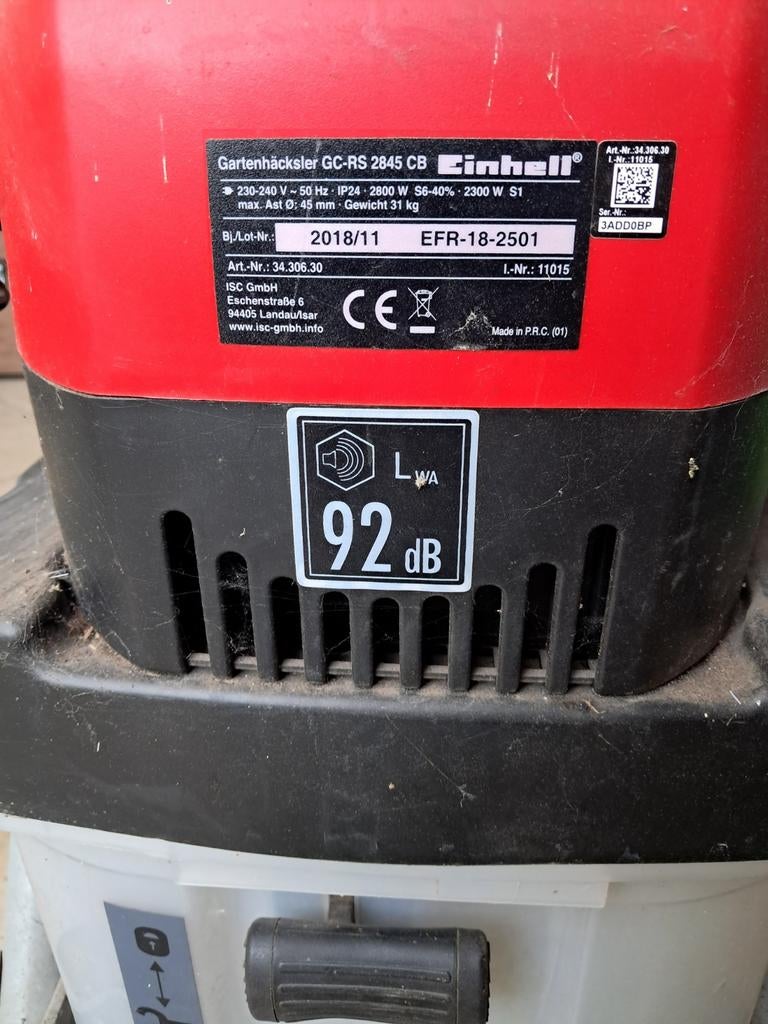 Gartenhäcksler GC-RS 2845 CB Einhell®
230-240 V ~ 50 Hz · IP24 · 2800 W S6-40% · 2300 W S1
max. Ast Ø: 45 mm · Gewicht 31 kg
Bj./Lot-Nr.: 2018/11 EFR-18-2501
Art.-Nr.: 34.306.30 I.-Nr.: 11015
ISC GmbH
Eschenstraße 6
94405 Landau/Isar
www.isc-gmbh.info
CE
Made in P.R.C. (01)
Art.-Nr.:34.306.30
I.-Nr.:11015
Ser.-Nr.:
3ADD0BP
LWA
92 dB